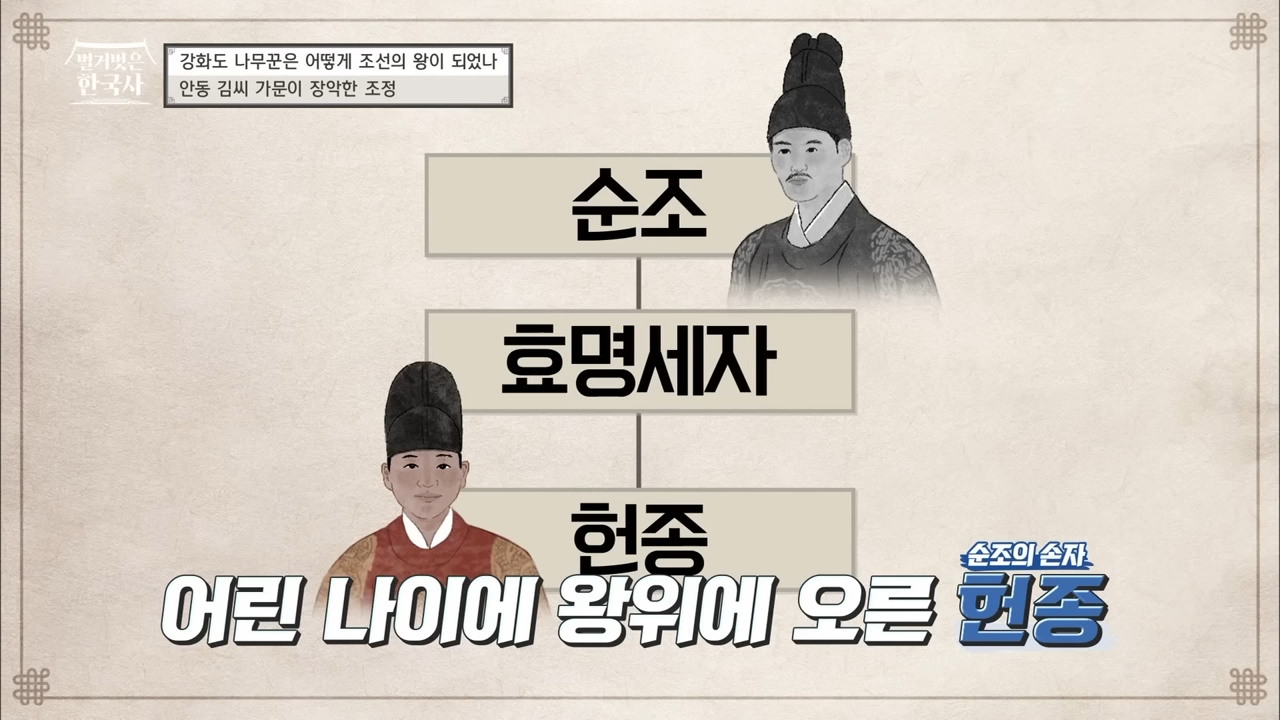 벌거벗은
한국사
강화도 나무꾼은 어떻게 조선의 왕이 되었나
안동 김씨 가문이 장악한 조정
순조
효명세자
헌종
순조의 손자
어린 나이에 왕위에 오른 헌종